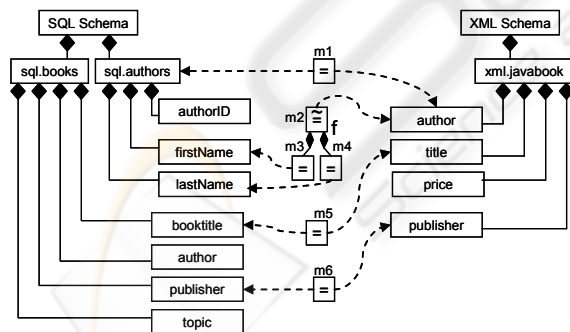 SQL Schema
XML Schema
sql.books
sql.authors
m1
=
xml.javabook
authorID
m2
≅
f
author
firstName
m3
=
m4
=
title
lastName
price
booktitle
m5
=
publisher
author
publisher
m6
=
topic